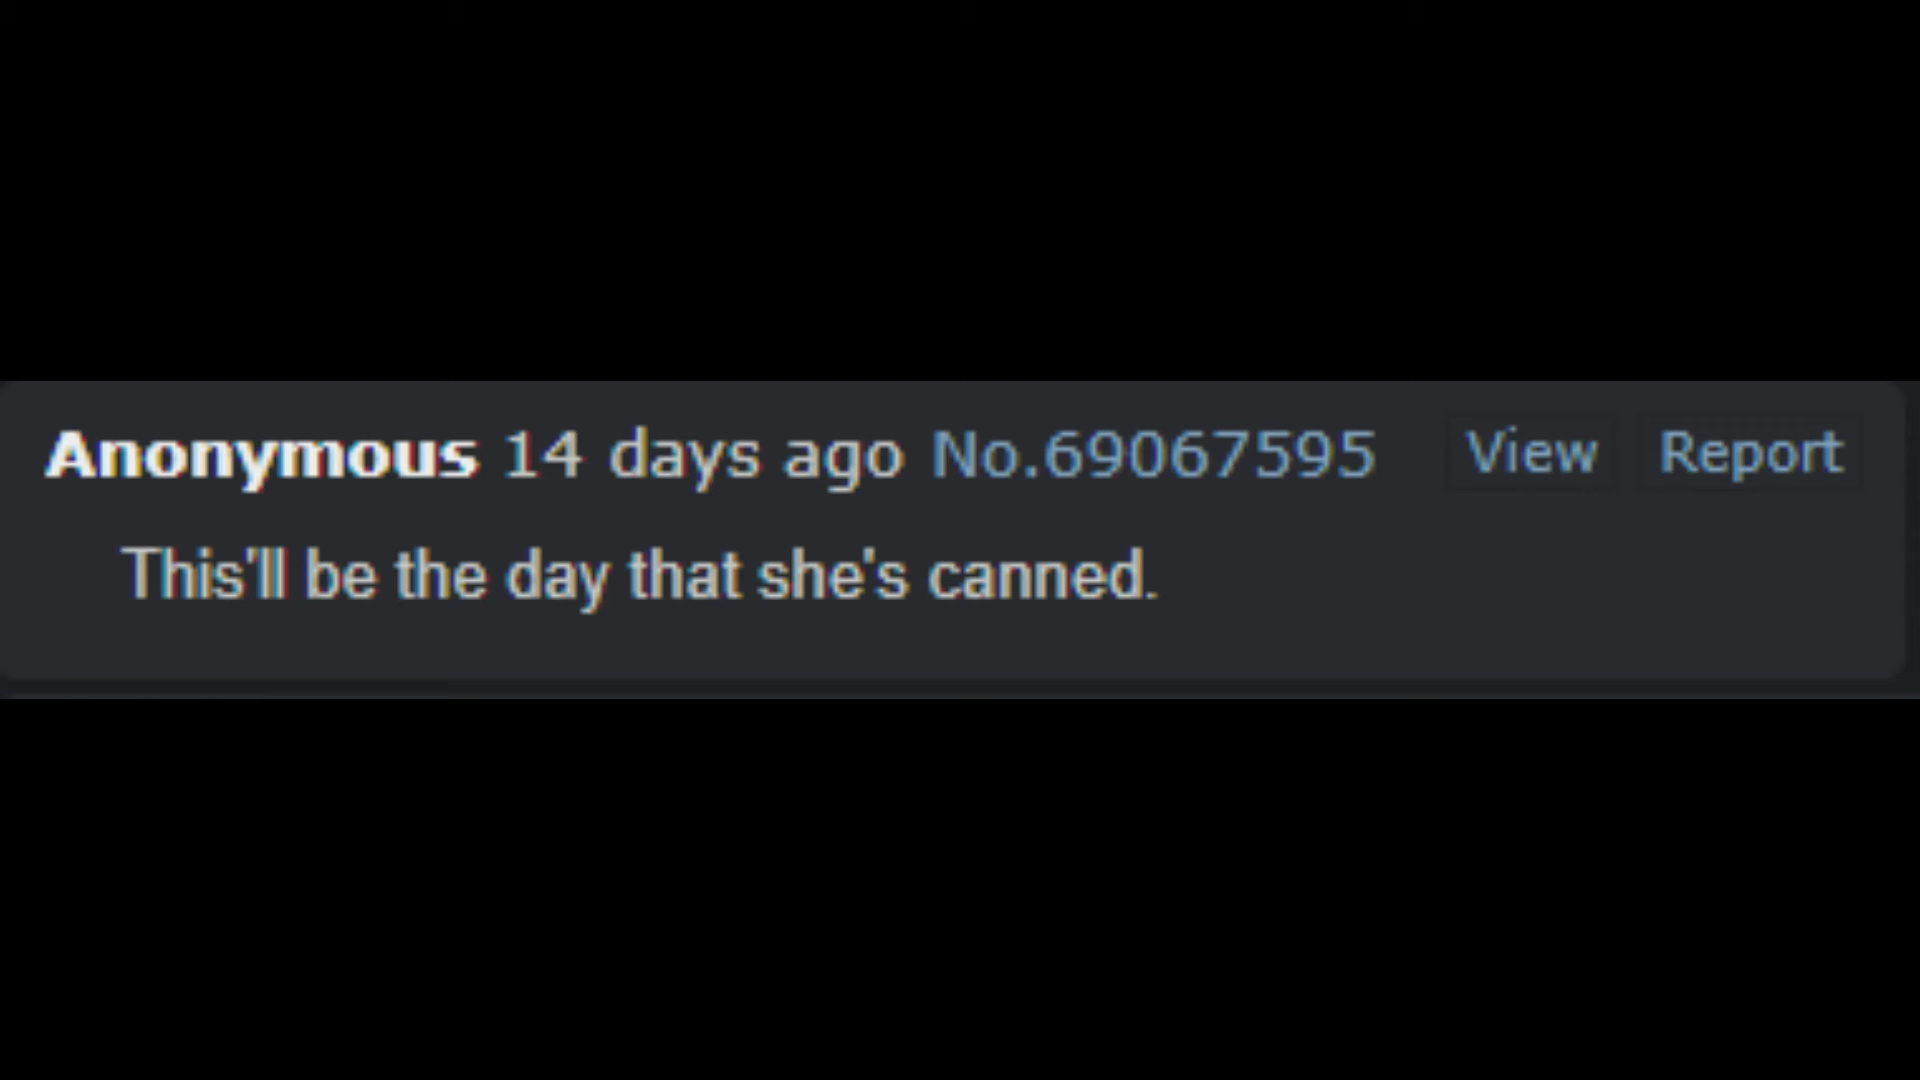 Anonymous 14 days ago No.69067595 View Report
This'll be the day that she's canned.